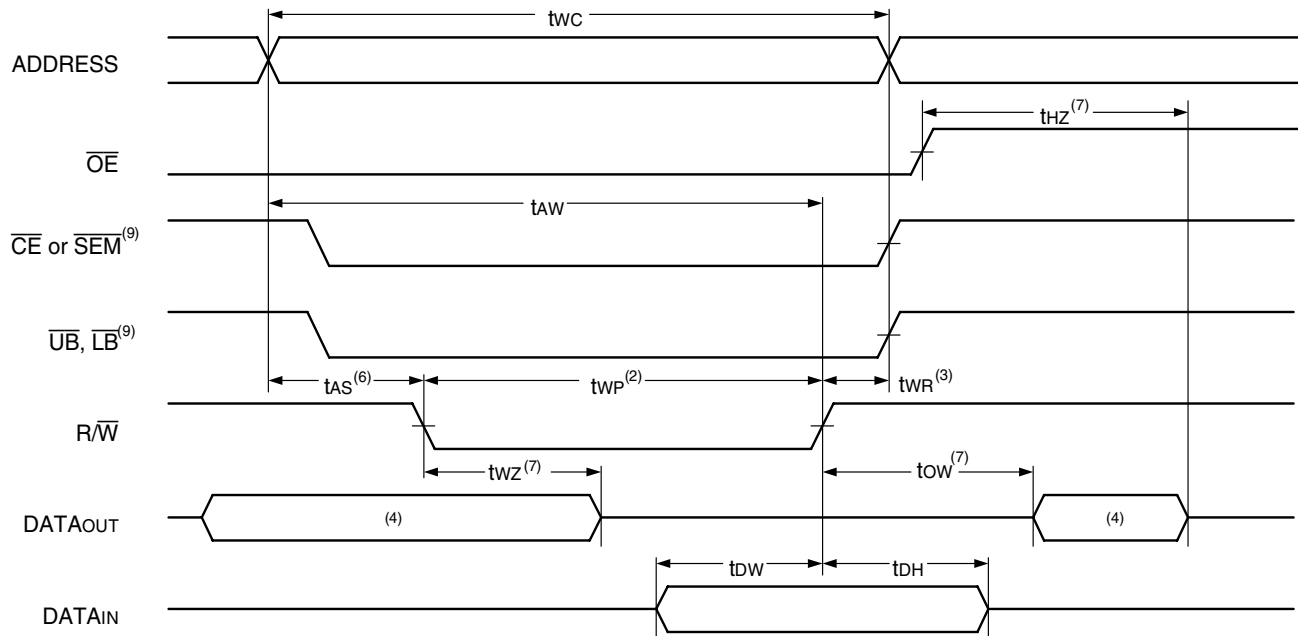 tWC
ADDRESS
tHZ(7)
OE
tAW
CE or SEM(9)
UB, LB(9)
tAS(6) tWP(2) tWR(3)
R/W
tWZ(7) tOW(7)
DATAOUT (4) (4)
tDW tDH
DATAIN